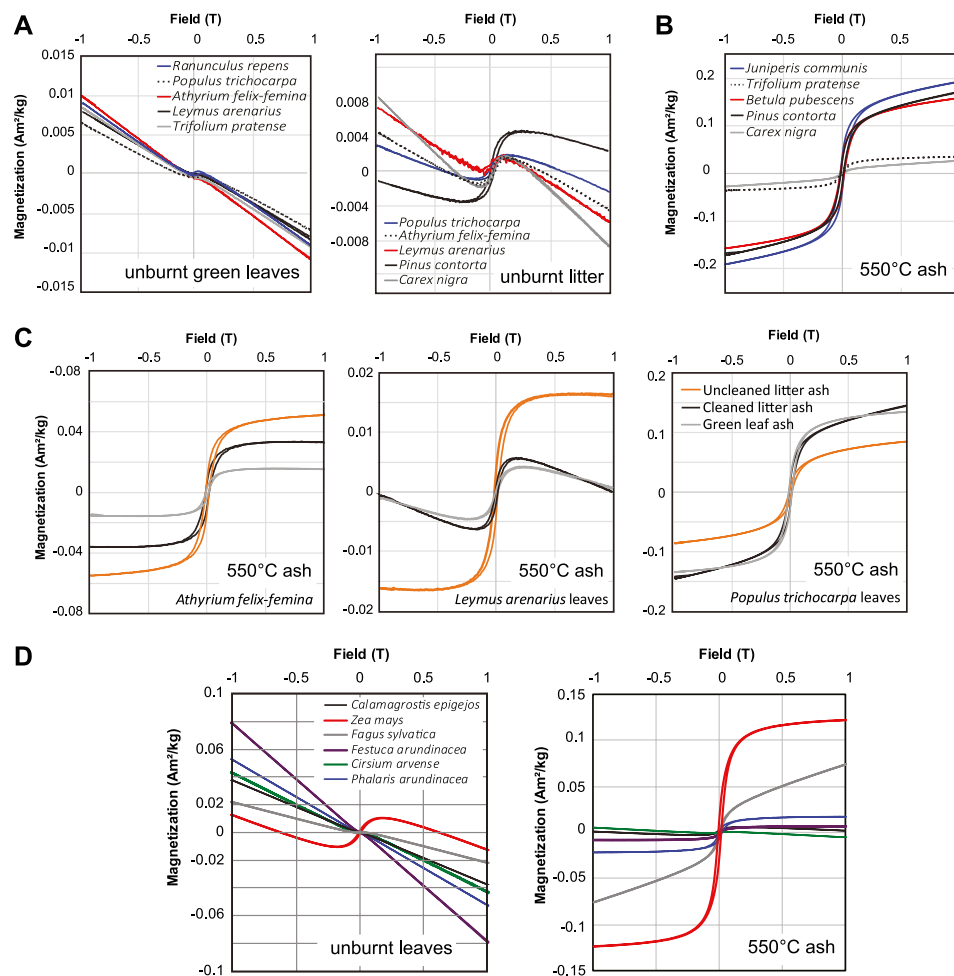 A
Field (T)
-1 -0.5 0 0.5 1
Magnetization (Am²/kg)
0.015
0.01
0.005
0
-0.005
-0.01
-0.015
Ranunculus repens
Populus trichocarpa
Athyrium felix-femina
Leymus arenarius
Trifolium pratense
unburnt green leaves
Field (T)
-1 -0.5 0 0.5 1
0.008
0.004
0
-0.004
-0.008
Populus trichocarpa
Athyrium felix-femina
Leymus arenarius
Pinus contorta
Carex nigra
unburnt litter
B
Field (T)
-1 -0.5 0 0.5 1
Magnetization (Am²/kg)
0.2
0.1
0
-0.1
-0.2
Juniperis communis
Trifolium pratense
Betula pubescens
Pinus contorta
Carex nigra
550°C ash
C
Field (T)
-1 -0.5 0 0.5 1
Magnetization (Am²/kg)
-0.08
0.04
0
-0.04
-0.08
550°C ash
Athyrium felix-femina
Field (T)
-1 -0.5 0 0.5 1
0.02
0.01
0
-0.01
-0.02
550°C ash
Leymus arenarius leaves
Field (T)
-1 -0.5 0 0.5 1
0.2
0.1
0
-0.1
-0.2
Uncleaned litter ash
Cleaned litter ash
Green leaf ash
550°C ash
Populus trichocarpa leaves
D
Field (T)
-1 -0.5 0 0.5 1
Magnetization (Am²/kg)
0.1
0.06
0.02
0
-0.02
-0.06
-0.1
Calamagrostis epigejos
Zea mays
Fagus sylvatica
Festuca arundinacea
Cirsium arvense
Phalaris arundinacea
unburnt leaves
Field (T)
-1 -0.5 0 0.5 1
Magnetization (Am²/kg)
0.15
0.1
0.05
0
-0.05
-0.1
-0.15
550°C ash